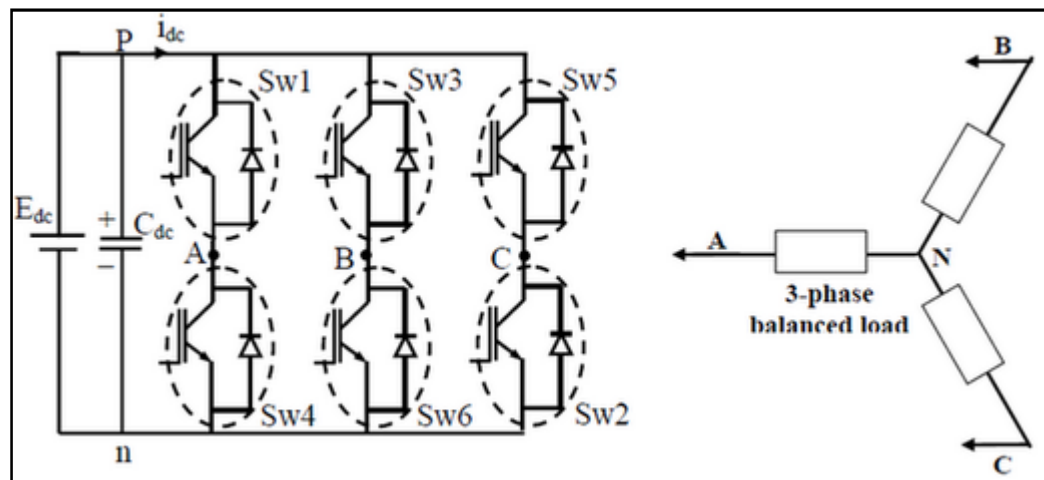 P
idc
Sw1
Sw3
Sw5
Edc
+
Cdc
−
A
B
C
Sw4
Sw6
Sw2
n
B
A
N
3-phase
balanced load
C